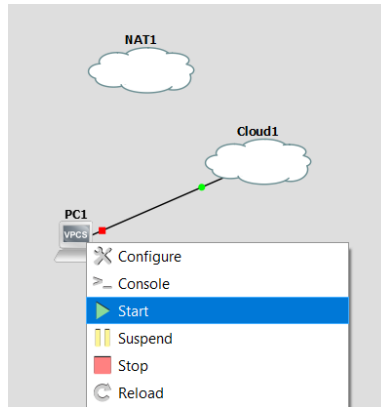 NAT1
Cloud1
PC1
VPCS
Configure
>_ Console
Start
Suspend
Stop
Reload